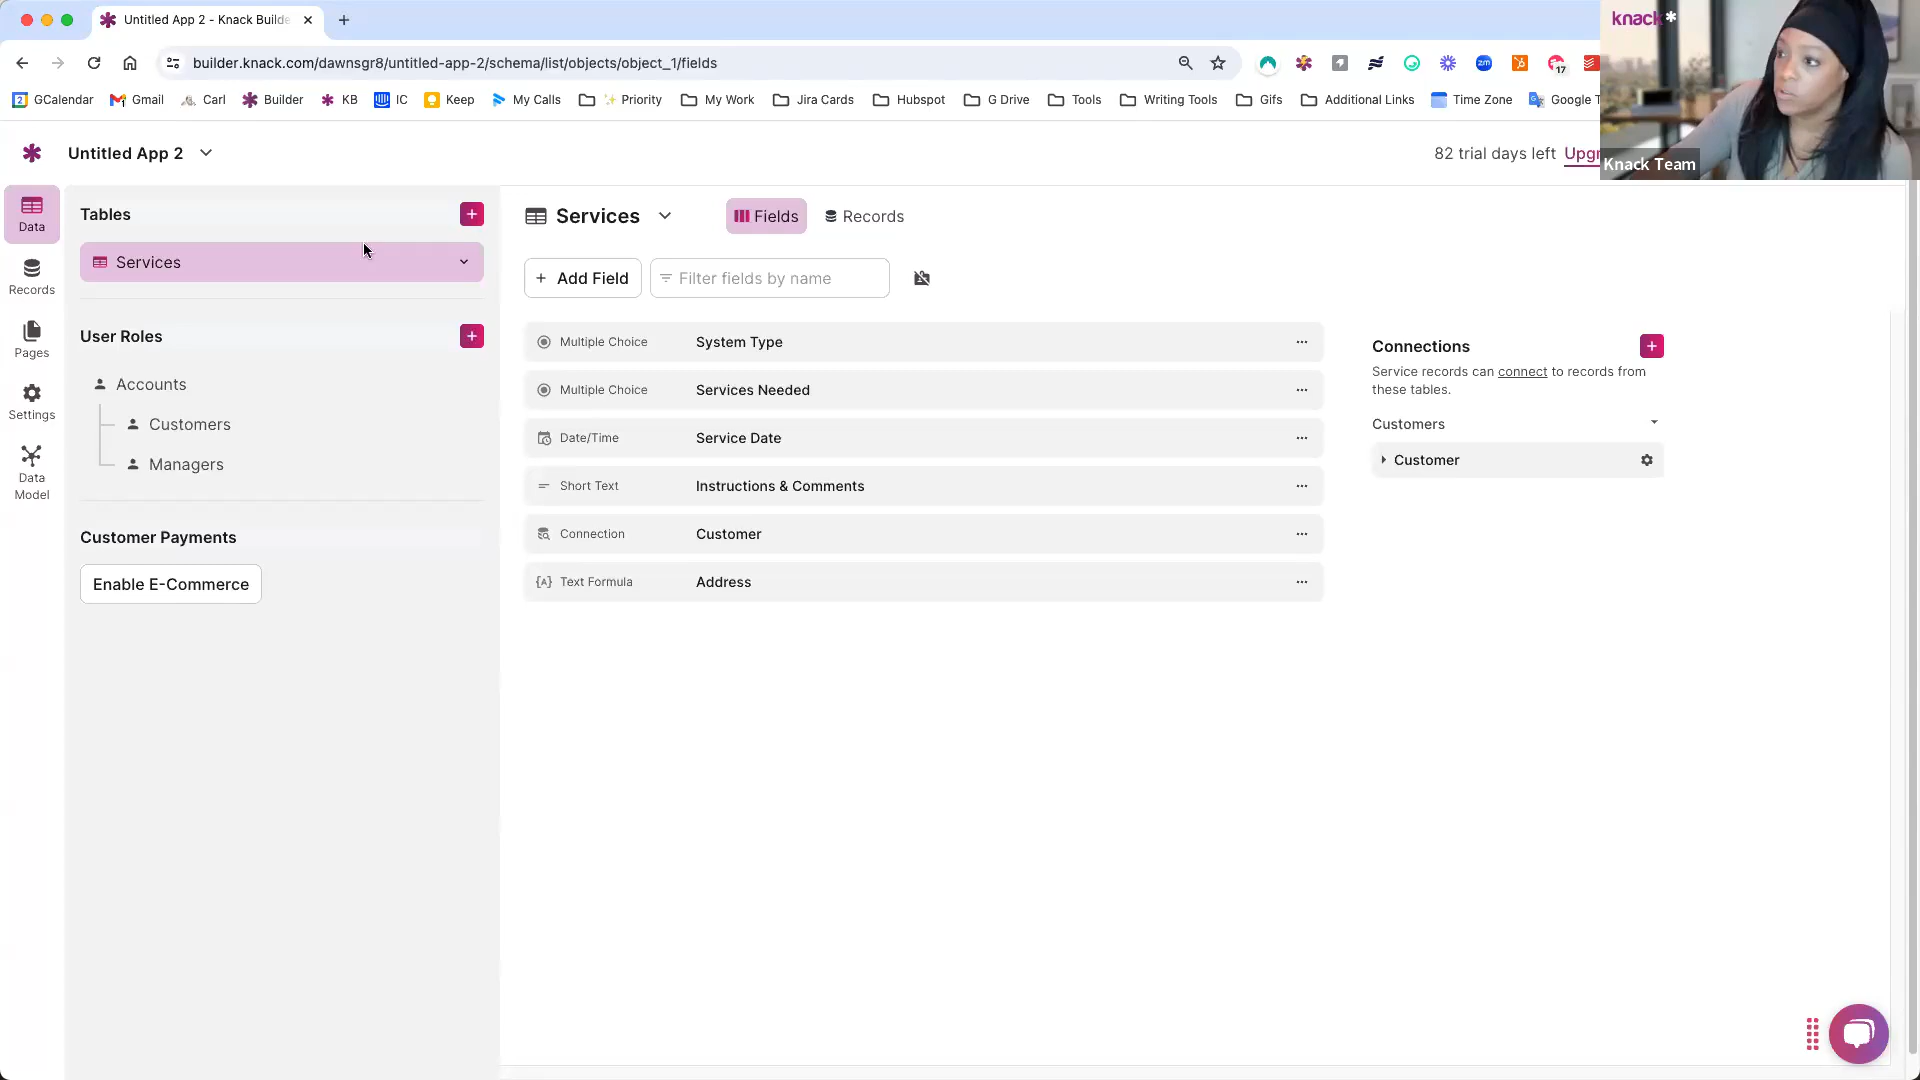 Untitled App 2 - Knack Builde
knack*
builder.knack.com/dawnsgr8/untitled-app-2/schema/list/objects/object_1/fields
17
GCalendar Gmail Carl Builder KB IC Keep My Calls Priority My Work Jira Cards Hubspot G Drive Tools Writing Tools Gifs Additional Links Time Zone Google T
Untitled App 2
82 trial days left Upgr
Knack Team
Data
Records
Pages
Settings
Data
Model
Tables
Services
User Roles
Accounts
Customers
Managers
Customer Payments
Enable E-Commerce
Services
Fields
Records
+ Add Field
Filter fields by name
Multiple Choice System Type
Multiple Choice Services Needed
Date/Time Service Date
Short Text Instructions & Comments
Connection Customer
Text Formula Address
Connections
Service records can connect to records from
these tables.
Customers
Customer